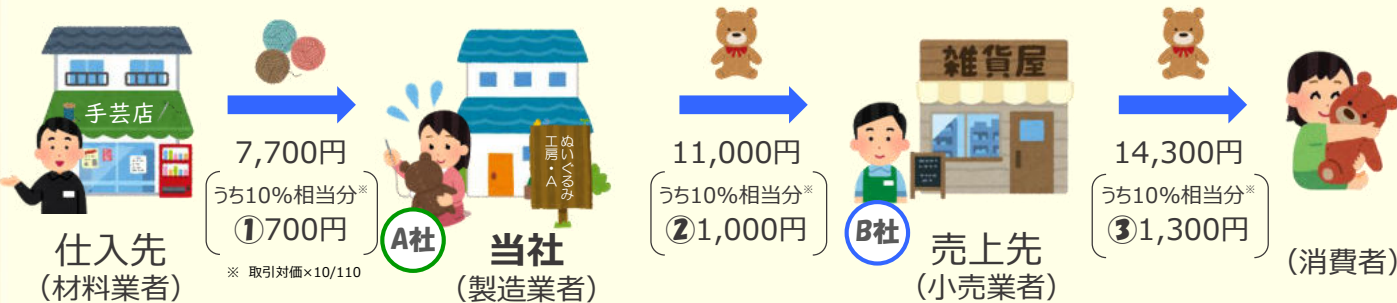 手芸店
7,700円
うち10%相当分※
①700円
※ 取引対価×10/110
仕入先
(材料業者)
ぬいぐるみ
工房・A
A社
当社
(製造業者)
11,000円
うち10%相当分※
②1,000円
雑貨屋
B社
売上先
(小売業者)
14,300円
うち10%相当分※
③1,300円
(消費者)